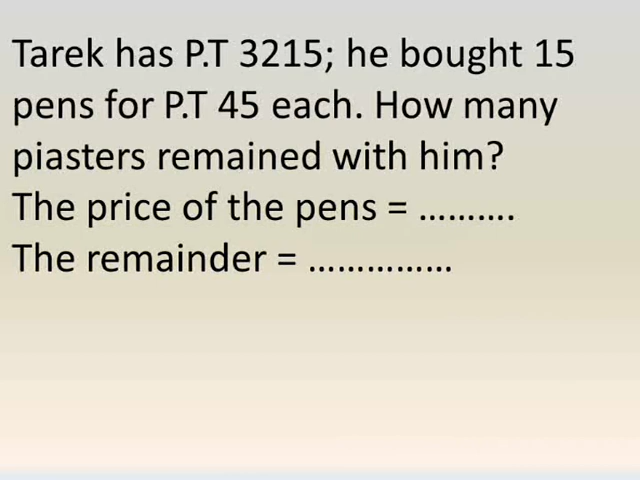 Tarek has P.T 3215; he bought 15
pens for P.T 45 each. How many
piasters remained with him?
The price of the pens = ..........
The remainder = ...............